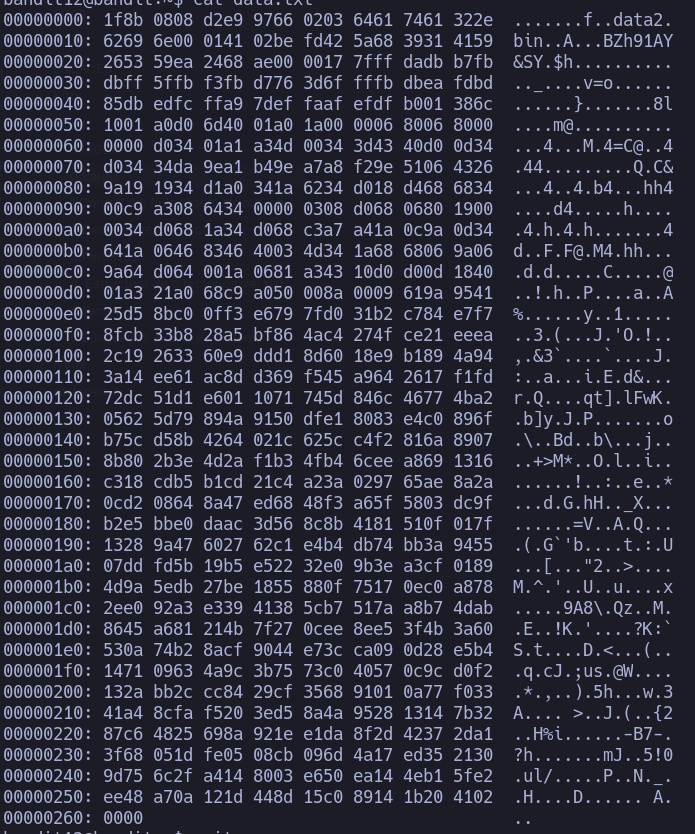 bandit12@bandit:~$ cat data.txt
00000000: 1f8b 0808 d2e9 9766 0203 6461 7461 322e  .......f..data2.
00000010: 6269 6e00 0141 02be fd42 5a68 3931 4159  bin..A...BZh91AY
00000020: 2653 59ea 2468 ae00 0017 7fff dadb b7fb  &SY.$h..........
00000030: dbff 5ffb f3fb d776 3d6f fffb dbea fdbd  .._....v=o......
00000040: 85db edfc ffa9 7def faaf efdf b001 386c  ......}.......8l
00000050: 1001 a0d0 6d40 01a0 1a00 0006 8006 8000  ....m@..........
00000060: 0000 d034 01a1 a34d 0034 3d43 40d0 0d34  ...4...M.4=C@..4
00000070: d034 34da 9ea1 b49e a7a8 f29e 5106 4326  .44.........Q.C&
00000080: 9a19 1934 d1a0 341a 6234 d018 d468 6834  ...4..4.b4...hh4
00000090: 00c9 a308 6434 0000 0308 d068 0680 1900  ....d4.....h....
000000a0: 0034 d068 1a34 d068 c3a7 a41a 0c9a 0d34  .4.h.4.h.......4
000000b0: 641a 0646 8346 4003 4d34 1a68 6806 9a06  d..F.F@.M4.hh...
000000c0: 9a64 d064 001a 0681 a343 10d0 d00d 1840  .d.d.....C.....@
000000d0: 01a3 21a0 68c9 a050 008a 0009 619a 9541  ..!.h..P....a..A
000000e0: 25d5 8bc0 0ff3 e679 7fd0 31b2 c784 e7f7  %......y..1.....
000000f0: 8fcb 33b8 28a5 bf86 4ac4 274f ce21 eeea  ..3.(...J.'O.!..
00000100: 2c19 2633 60e9 ddd1 8d60 18e9 b189 4a94  ,.&3`....`....J.
00000110: 3a14 ee61 ac8d d369 f545 a964 2617 f1fd  :..a...i.E.d&...
00000120: 72dc 51d1 e601 1071 745d 846c 4677 4ba2  r.Q....qt].lFwK.
00000130: 0562 5d79 894a 9150 dfe1 8083 e4c0 896f  .b]y.J.P.......o
00000140: b75c d58b 4264 021c 625c c4f2 816a 8907  .\..Bd..b\...j..
00000150: 8b80 2b3e 4d2a f1b3 4fb4 6cee a869 1316  ..+>M*..O.l..i..
00000160: c318 cdb5 b1cd 21c4 a23a 0297 65ae 8a2a  ......!..:..e..*
00000170: 0cd2 0864 8a47 ed68 48f3 a65f 5803 dc9f  ...d.G.hH.._X...
00000180: b2e5 bbe0 daac 3d56 8c8b 4181 510f 017f  ......=V..A.Q...
00000190: 1328 9a47 6027 62c1 e4b4 db74 bb3a 9455  .(.G`'b....t.:.U
000001a0: 07dd fd5b 19b5 e522 32e0 9b3e a3cf 0189  ...[..."2..>....
000001b0: 4d9a 5edb 27be 1855 880f 7517 0ec0 a878  M.^.'..U..u....x
000001c0: 2ee0 92a3 e339 4138 5cb7 517a a8b7 4dab  .....9A8\.Qz..M.
000001d0: 8645 a681 214b 7f27 0cee 8ee5 3f4b 3a60  .E..!K.'....?K:`
000001e0: 530a 74b2 8acf 9044 e73c ca09 0d28 e5b4  S.t....D.<...(..
000001f0: 1471 0963 4a9c 3b75 73c0 4057 0c9c d0f2  .q.cJ.;us.@W....
00000200: 132a bb2c cc84 29cf 3568 9101 0a77 f033  .*.,..).5h...w.3
00000210: 41a4 8cfa f520 3ed5 8a4a 9528 1314 7b32  A.... >..J.(..{2
00000220: 87c6 4825 698a 921e e1da 8f2d 4237 2da1  ..H%i......-B7-.
00000230: 3f68 051d fe05 08cb 096d 4a17 ed35 2130  ?h.......mJ..5!0
00000240: 9d75 6c2f a414 8003 e650 ea14 4eb1 5fe2  .ul/.....P..N._.
00000250: ee48 a70a 121d 448d 15c0 8914 1b20 4102  .H....D...... A.
00000260: 0000                                     ..